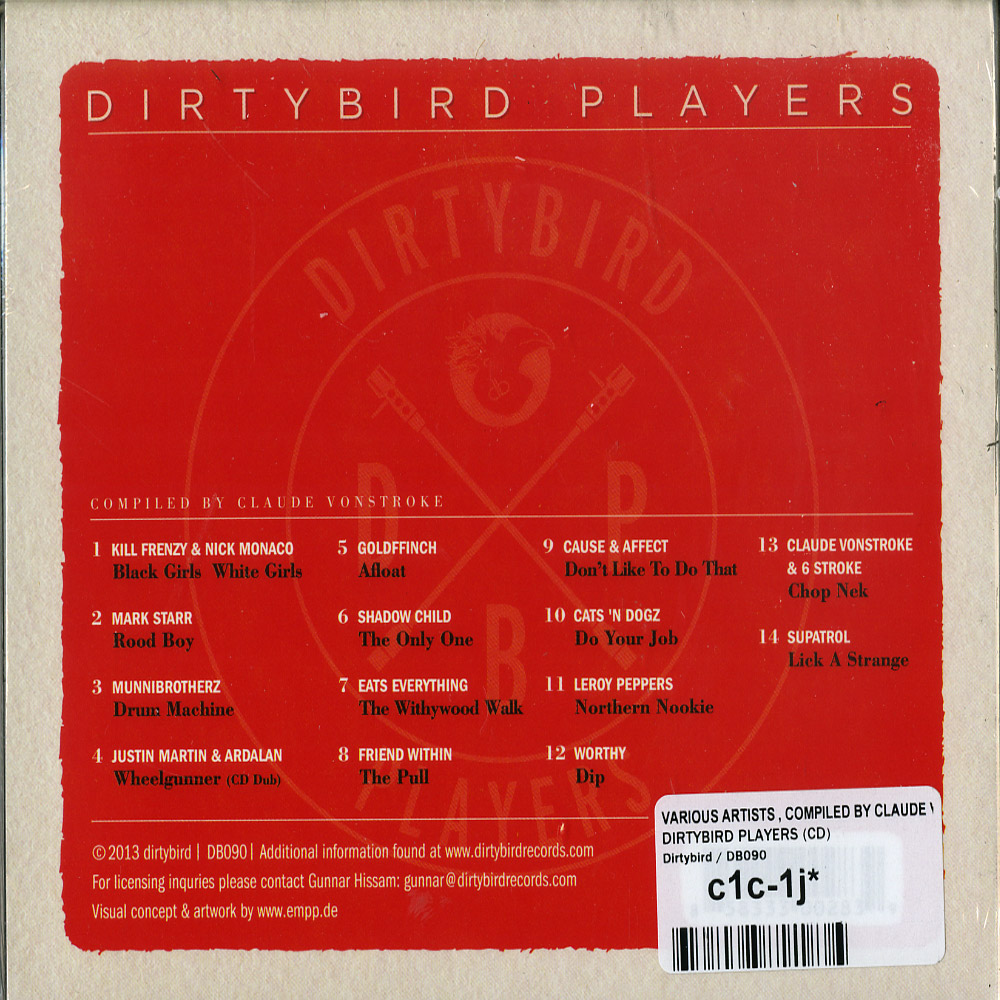 DIRTYBIRD PLAYERS
DIRTYBIRD
D P
B
PLAYERS
COMPILED BY CLAUDE VONSTROKE
1 KILL FRENZY & NICK MONACO
Black Girls White Girls
2 MARK STARR
Rood Boy
3 MUNNIBROTHERZ
Drum Machine
4 JUSTIN MARTIN & ARDALAN
Wheelgunner (CD Dub)
5 GOLDFFINCH
Afloat
6 SHADOW CHILD
The Only One
7 EATS EVERYTHING
The Withywood Walk
8 FRIEND WITHIN
The Pull
9 CAUSE & AFFECT
Don't Like To Do That
10 CATS 'N DOGZ
Do Your Job
11 LEROY PEPPERS
Northern Nookie
12 WORTHY
Dip
13 CLAUDE VONSTROKE
& 6 STROKE
Chop Nek
14 SUPATROL
Lick A Strange
© 2013 dirtybird | DB090 | Additional information found at www.dirtybirdrecords.com
For licensing inquries please contact Gunnar Hissam: gunnar@dirtybirdrecords.com
Visual concept & artwork by www.empp.de
VARIOUS ARTISTS , COMPILED BY CLAUDE V
DIRTYBIRD PLAYERS (CD)
Dirtybird / DB090
c1c-1j*